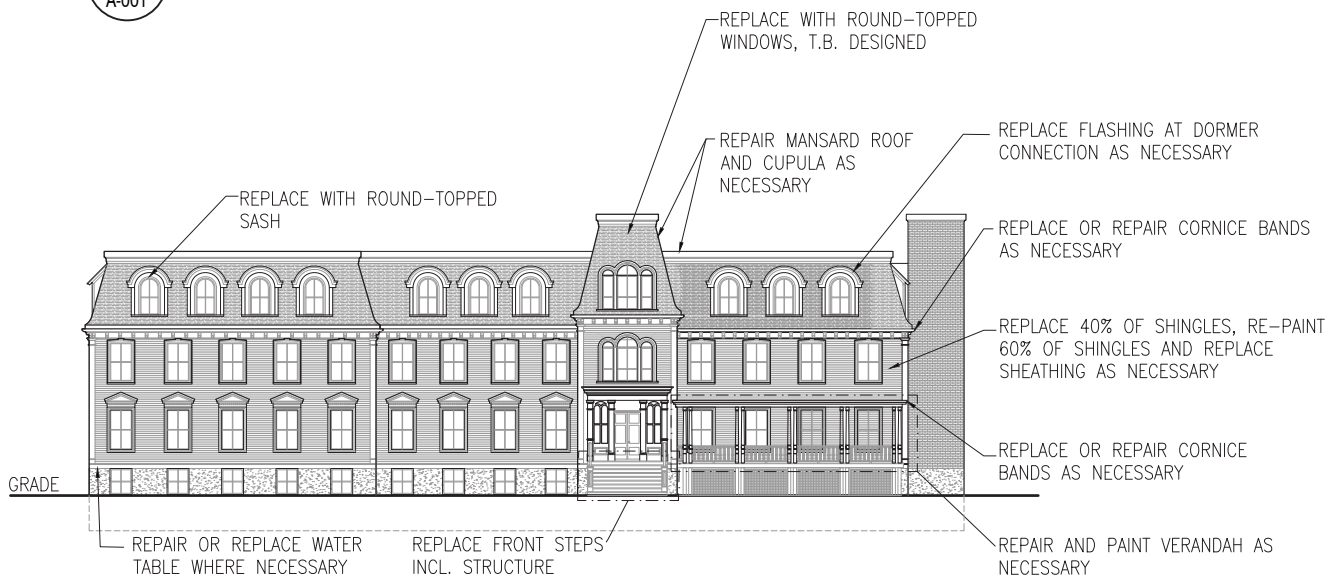 A-001
REPLACE WITH ROUND-TOPPED
WINDOWS, T.B. DESIGNED
REPAIR MANSARD ROOF
AND CUPULA AS
NECESSARY
REPLACE FLASHING AT DORMER
CONNECTION AS NECESSARY
REPLACE WITH ROUND-TOPPED
SASH
REPLACE OR REPAIR CORNICE BANDS
AS NECESSARY
REPLACE 40% OF SHINGLES, RE-PAINT
60% OF SHINGLES AND REPLACE
SHEATHING AS NECESSARY
REPLACE OR REPAIR CORNICE
BANDS AS NECESSARY
GRADE
REPAIR OR REPLACE WATER
TABLE WHERE NECESSARY
REPLACE FRONT STEPS
INCL. STRUCTURE
REPAIR AND PAINT VERANDAH AS
NECESSARY